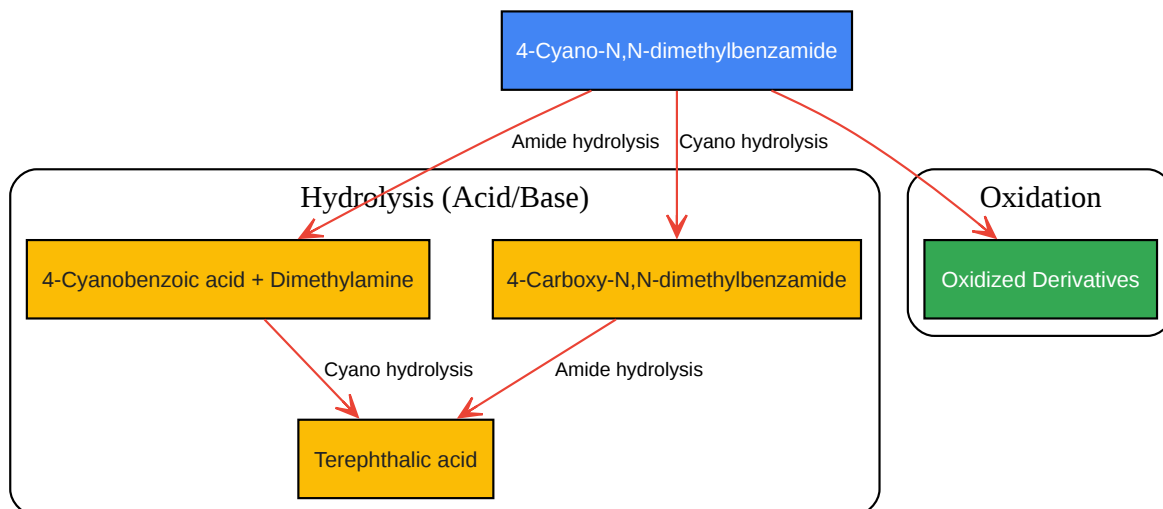 4-Cyano-N,N-dimethylbenzamide
Amide hydrolysis
Cyano hydrolysis
Hydrolysis (Acid/Base)
Oxidation
4-Cyanobenzoic acid + Dimethylamine
4-Carboxy-N,N-dimethylbenzamide
Oxidized Derivatives
Cyano hydrolysis
Amide hydrolysis
Terephthalic acid